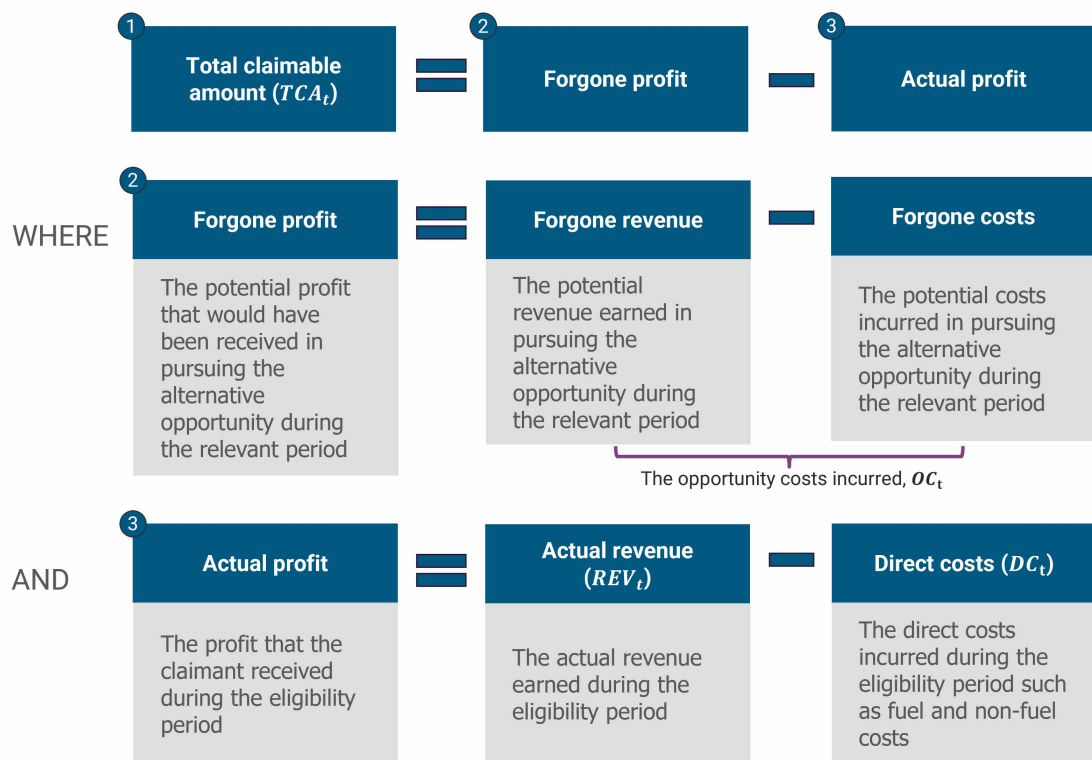 1
Total claimable
amount (TCAₜ)
=
2
Forgone profit
-
3
Actual profit
WHERE
2
Forgone profit
=
Forgone revenue
-
Forgone costs
The potential profit
that would have
been received in
pursuing the
alternative
opportunity during
the relevant period
The potential
revenue earned in
pursuing the
alternative
opportunity during
the relevant period
The potential costs
incurred in pursuing
the alternative
opportunity during
the relevant period
The opportunity costs incurred, OCₜ
AND
3
Actual profit
=
Actual revenue
(REVₜ)
-
Direct costs (DCₜ)
The profit that the
claimant received
during the eligibility
period
The actual revenue
earned during the
eligibility period
The direct costs
incurred during the
eligibility period such
as fuel and non-fuel
costs